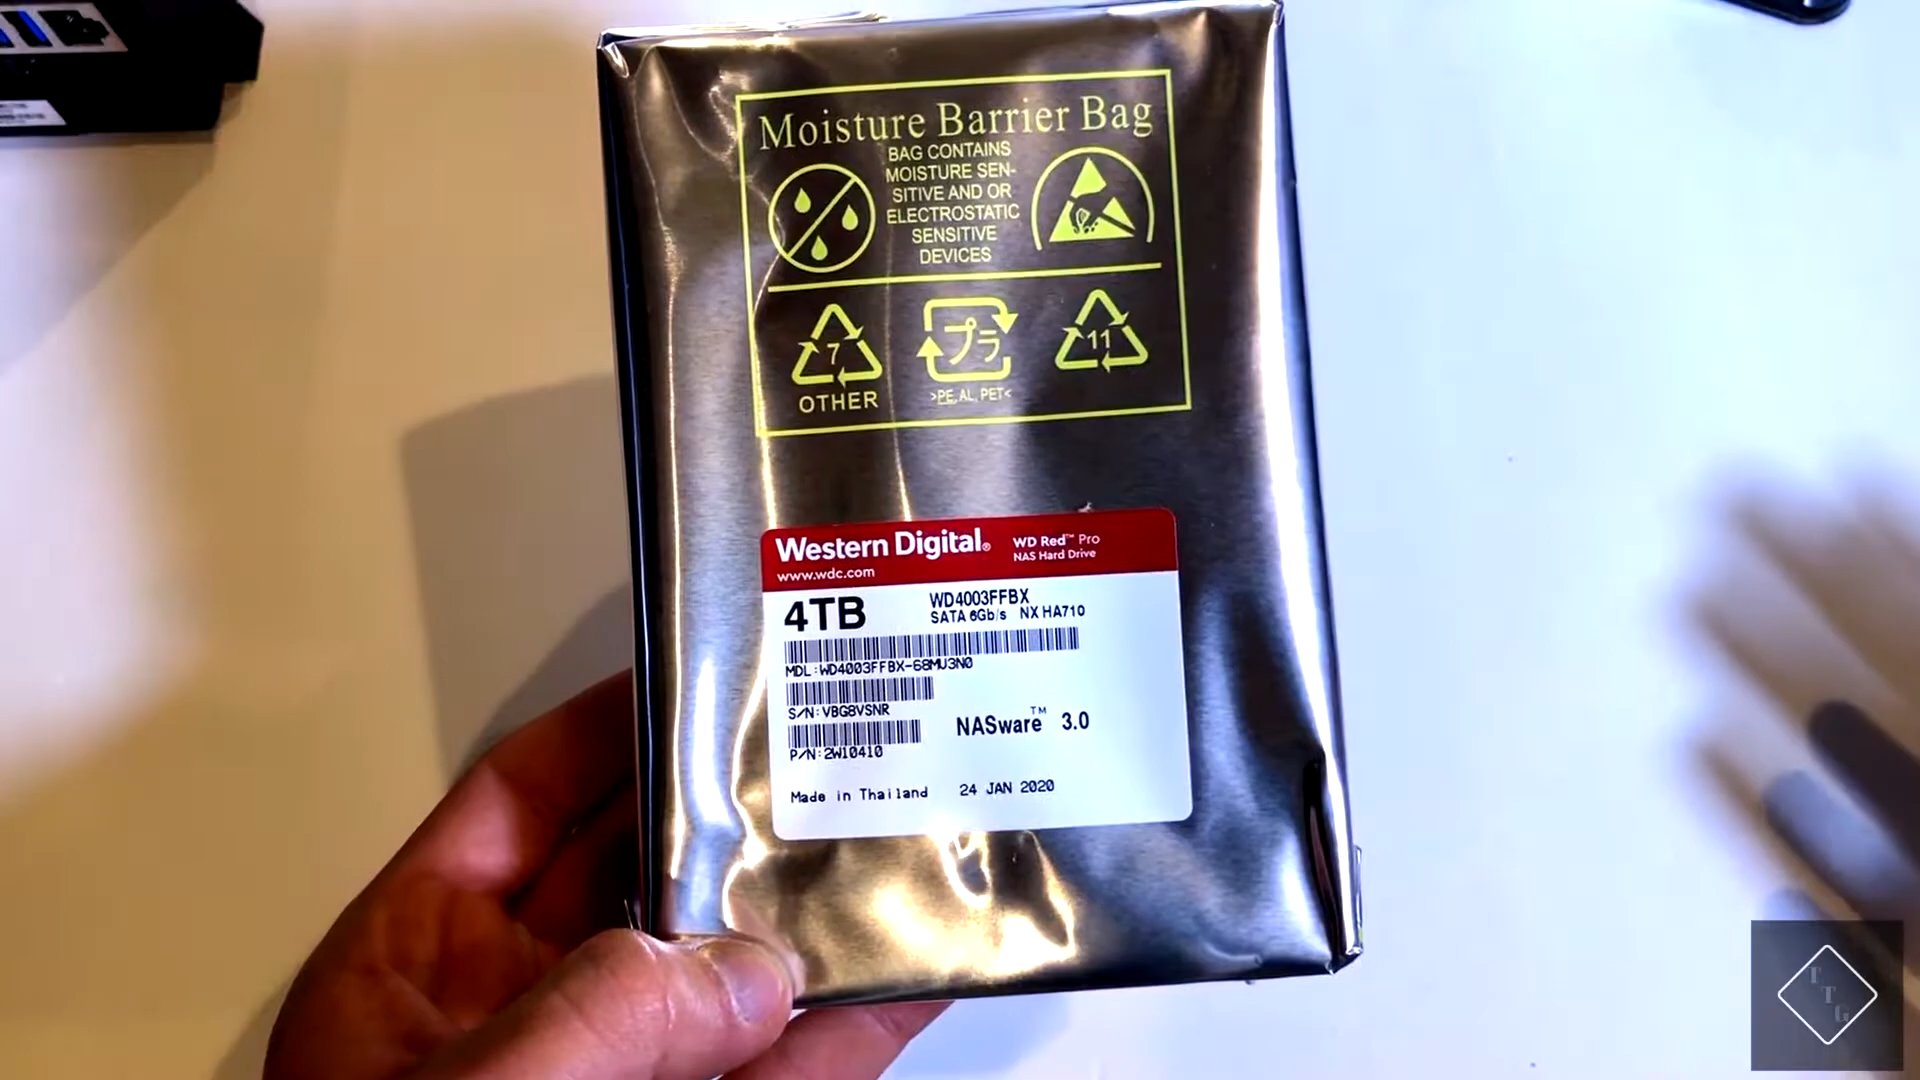 Moisture Barrier Bag
BAG CONTAINS
MOISTURE SEN-
SITIVE AND OR
ELECTROSTATIC
SENSITIVE
DEVICES
7
OTHER
プラ
>PE, AL, PET<
11
Western Digital®
www.wdc.com
WD Red™ Pro
NAS Hard Drive
4TB
WD4003FFBX
SATA 6Gb/s NX HA710
MDL:WD4003FFBX-68MU3N0
S/N:VBG8VSNR
P/N:2W10410
NASware™ 3.0
Made in Thailand 24 JAN 2020
T
T
G